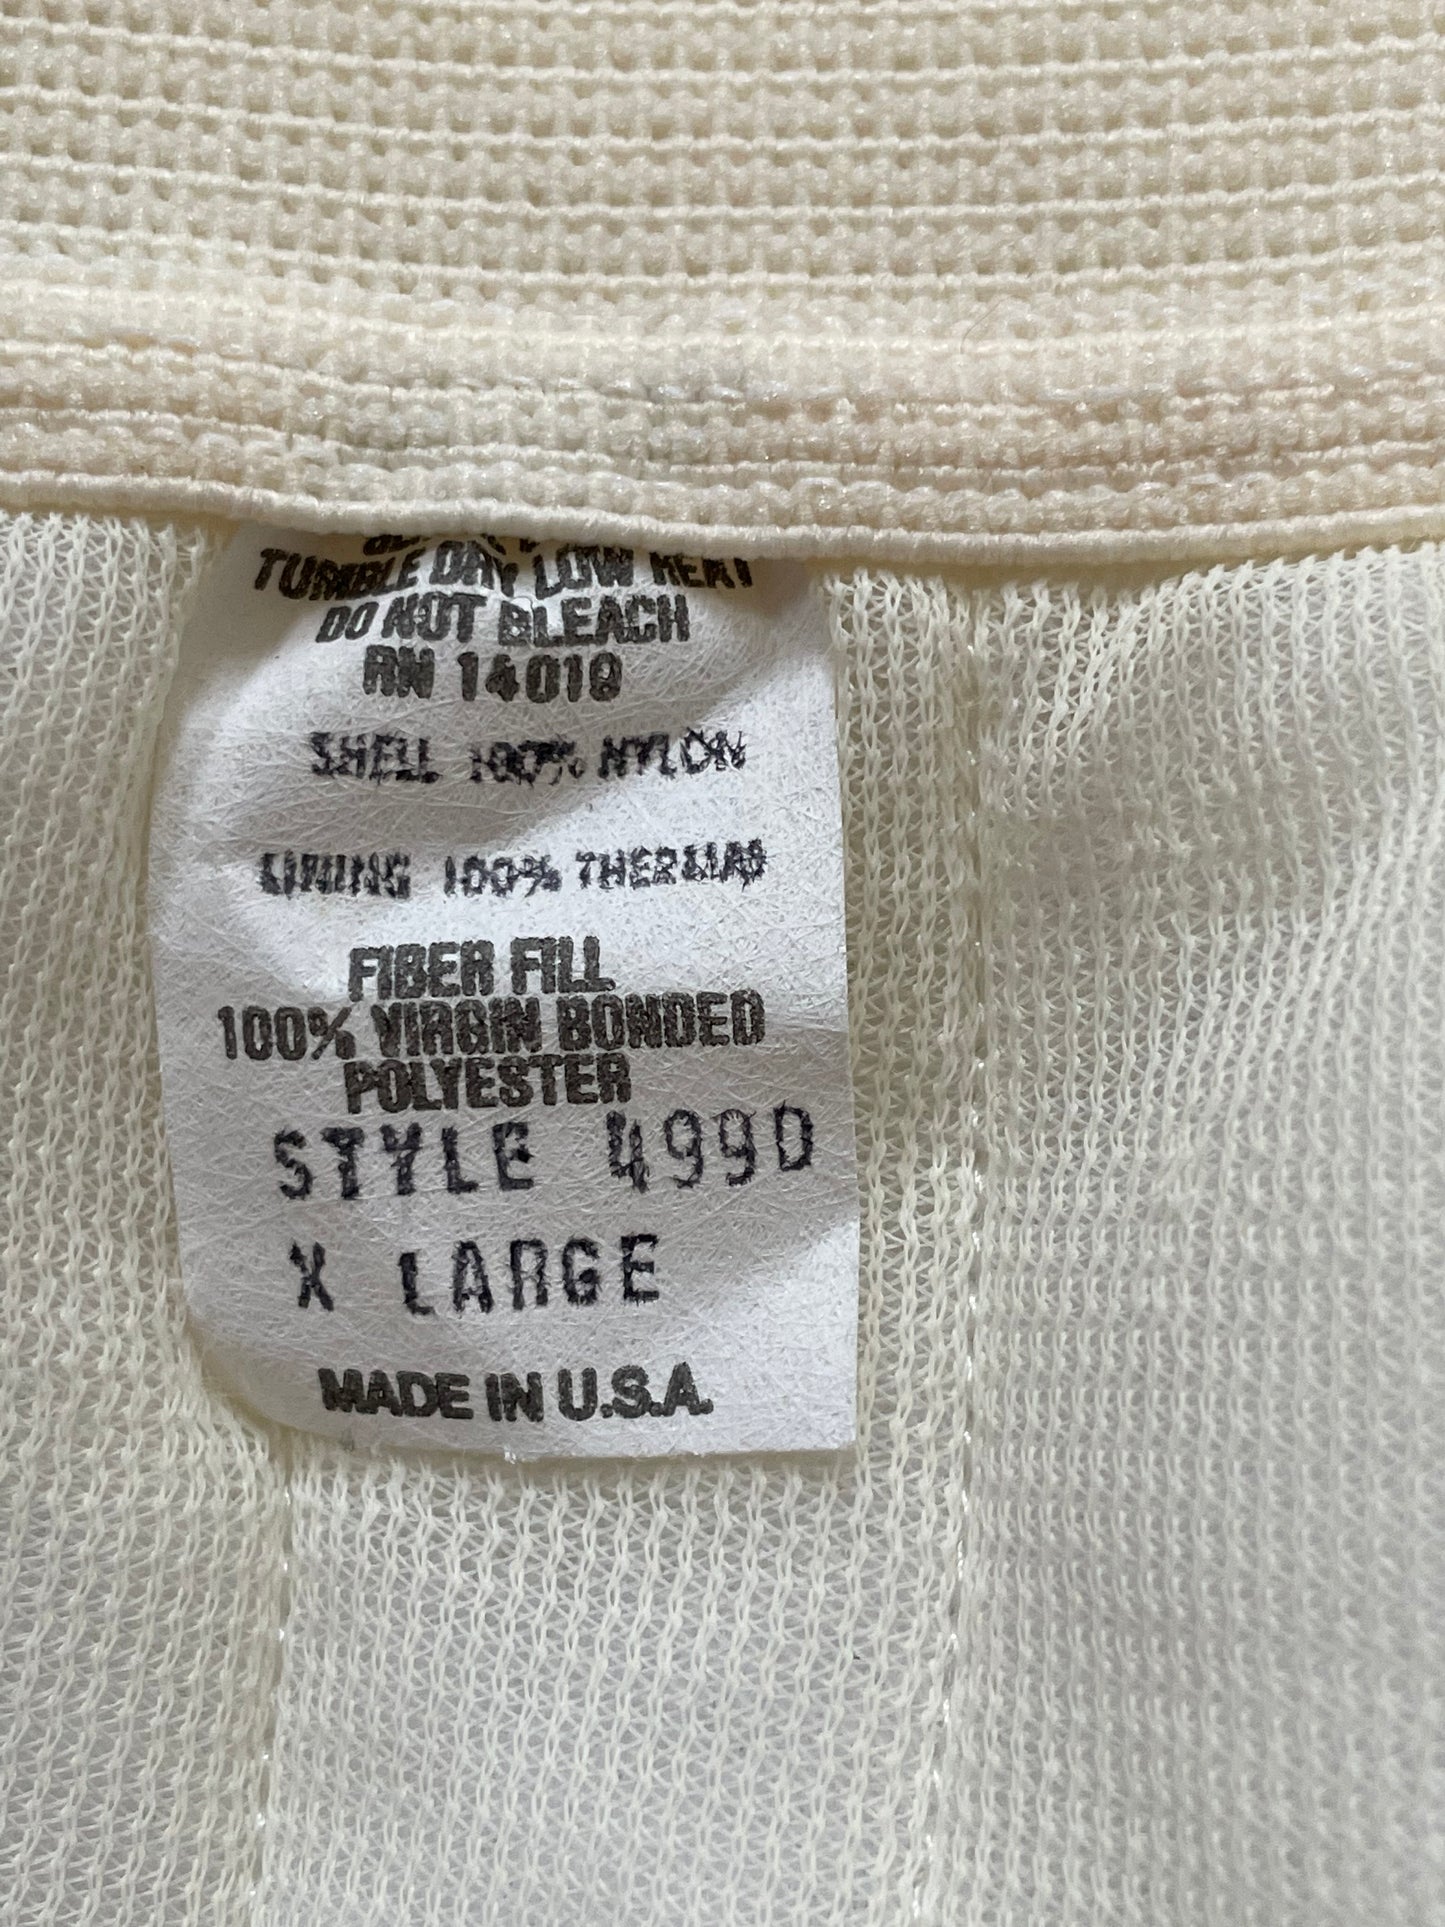 TUMBLE DRY LOW HEAT
DO NOT BLEACH
RN 14019
SHELL 100% NYLON
LINING 100% THERMAL
FIBER FILL
100% VIRGIN BONDED
POLYESTER
STYLE 499D
X LARGE
MADE IN U.S.A.